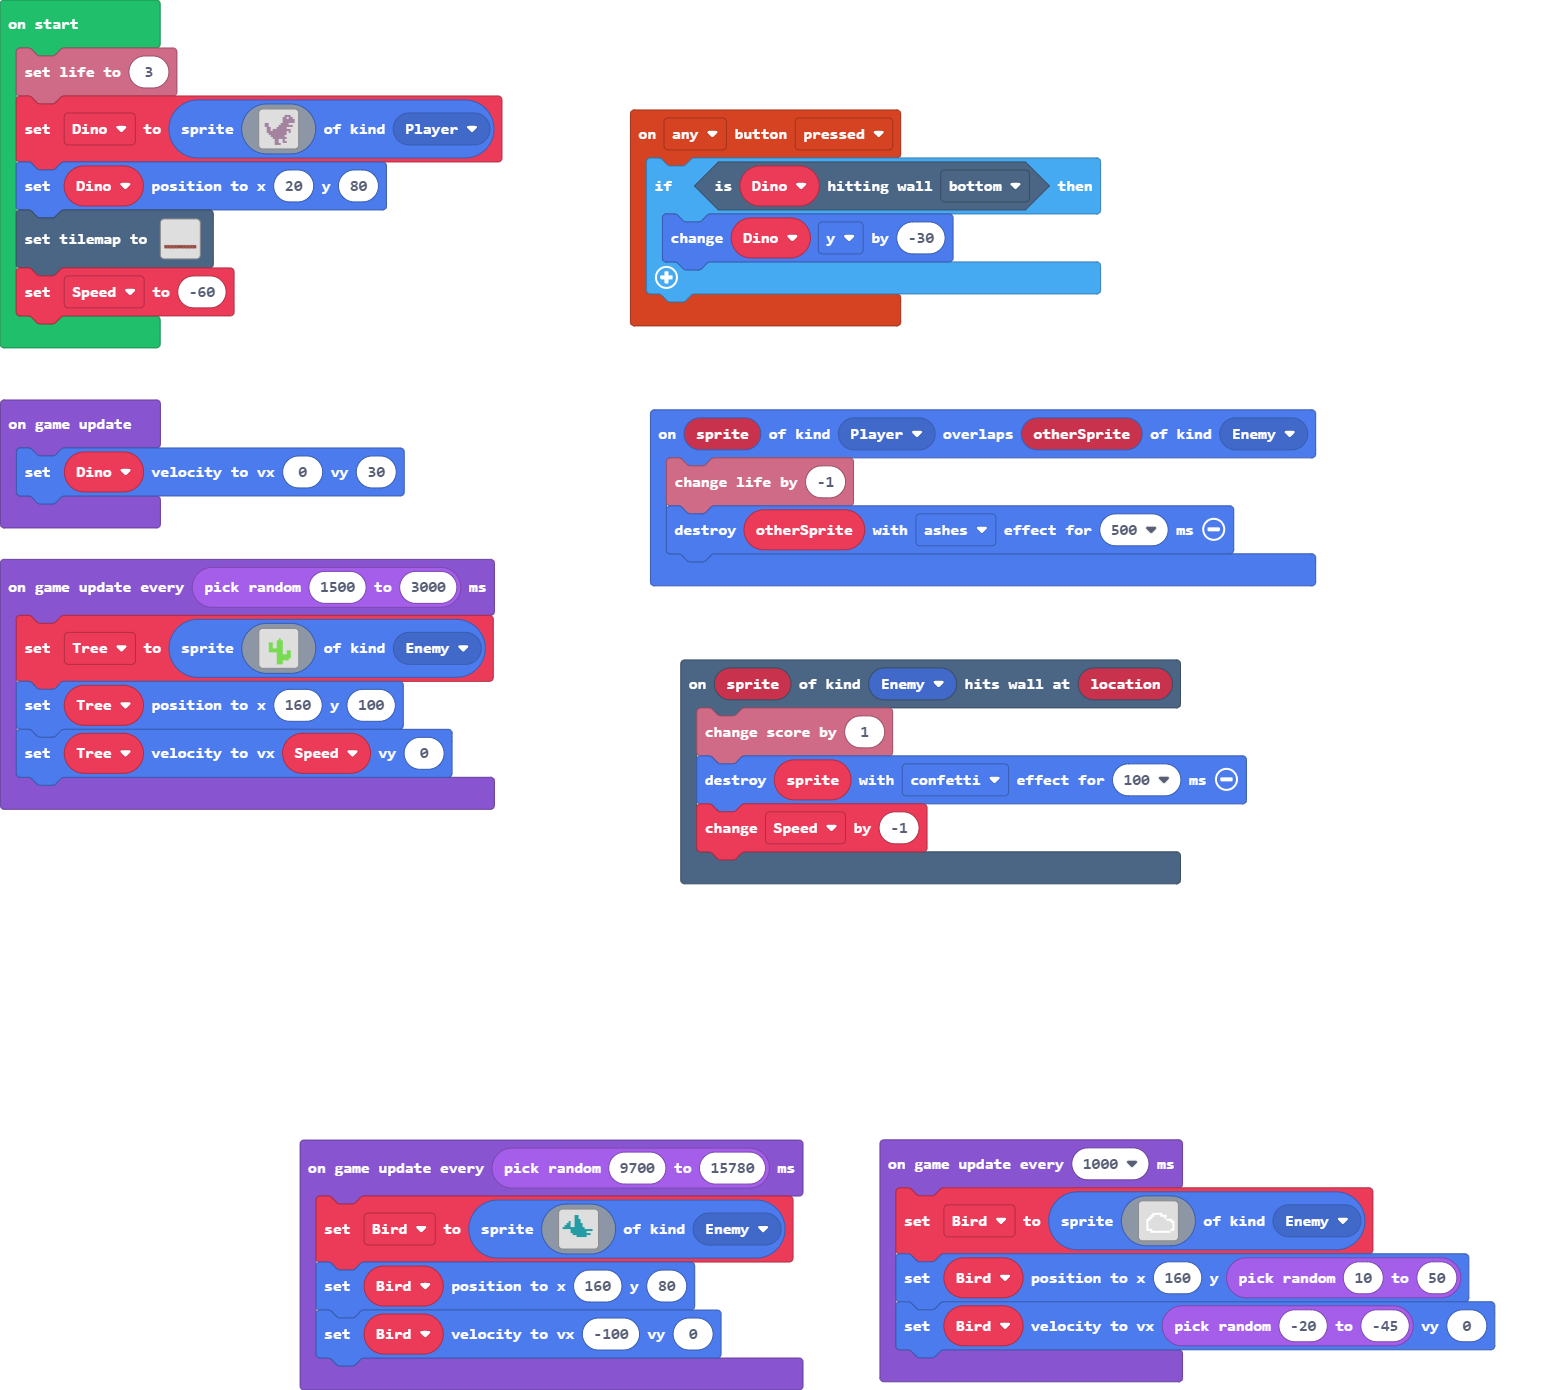 on start
set life to 3
set Dino to sprite of kind Player
set Dino position to x 20 y 80
set tilemap to
set Speed to -60
on any button pressed
if is Dino hitting wall bottom then
change Dino y by -30
on game update
set Dino velocity to vx 0 vy 30
on sprite of kind Player overlaps otherSprite of kind Enemy
change life by -1
destroy otherSprite with ashes effect for 500 ms
on game update every pick random 1500 to 3000 ms
set Tree to sprite of kind Enemy
set Tree position to x 160 y 100
set Tree velocity to vx Speed vy 0
on sprite of kind Enemy hits wall at location
change score by 1
destroy sprite with confetti effect for 100 ms
change Speed by -1
on game update every pick random 9700 to 15780 ms
set Bird to sprite of kind Enemy
set Bird position to x 160 y 80
set Bird velocity to vx -100 vy 0
on game update every 1000 ms
set Bird to sprite of kind Enemy
set Bird position to x 160 y pick random 10 to 50
set Bird velocity to vx pick random -20 to -45 vy 0